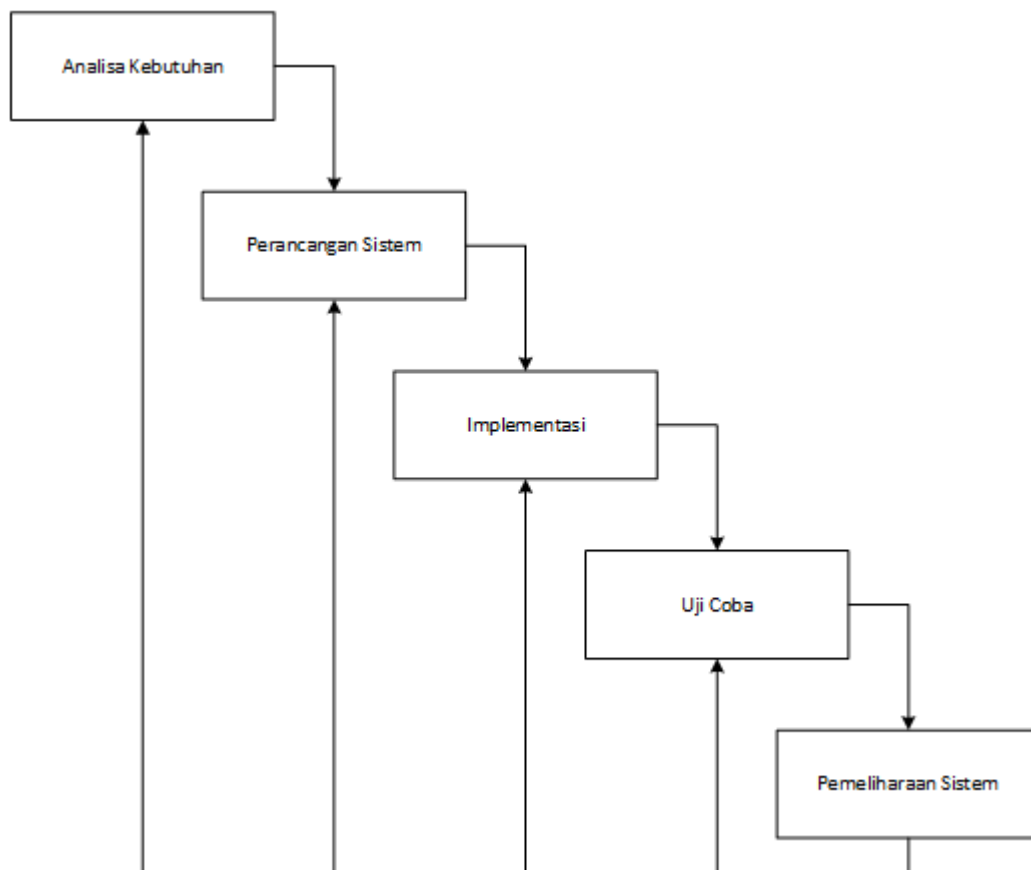 Analisa Kebutuhan
Perancangan Sistem
Implementasi
Uji Coba
Pemeliharaan Sistem